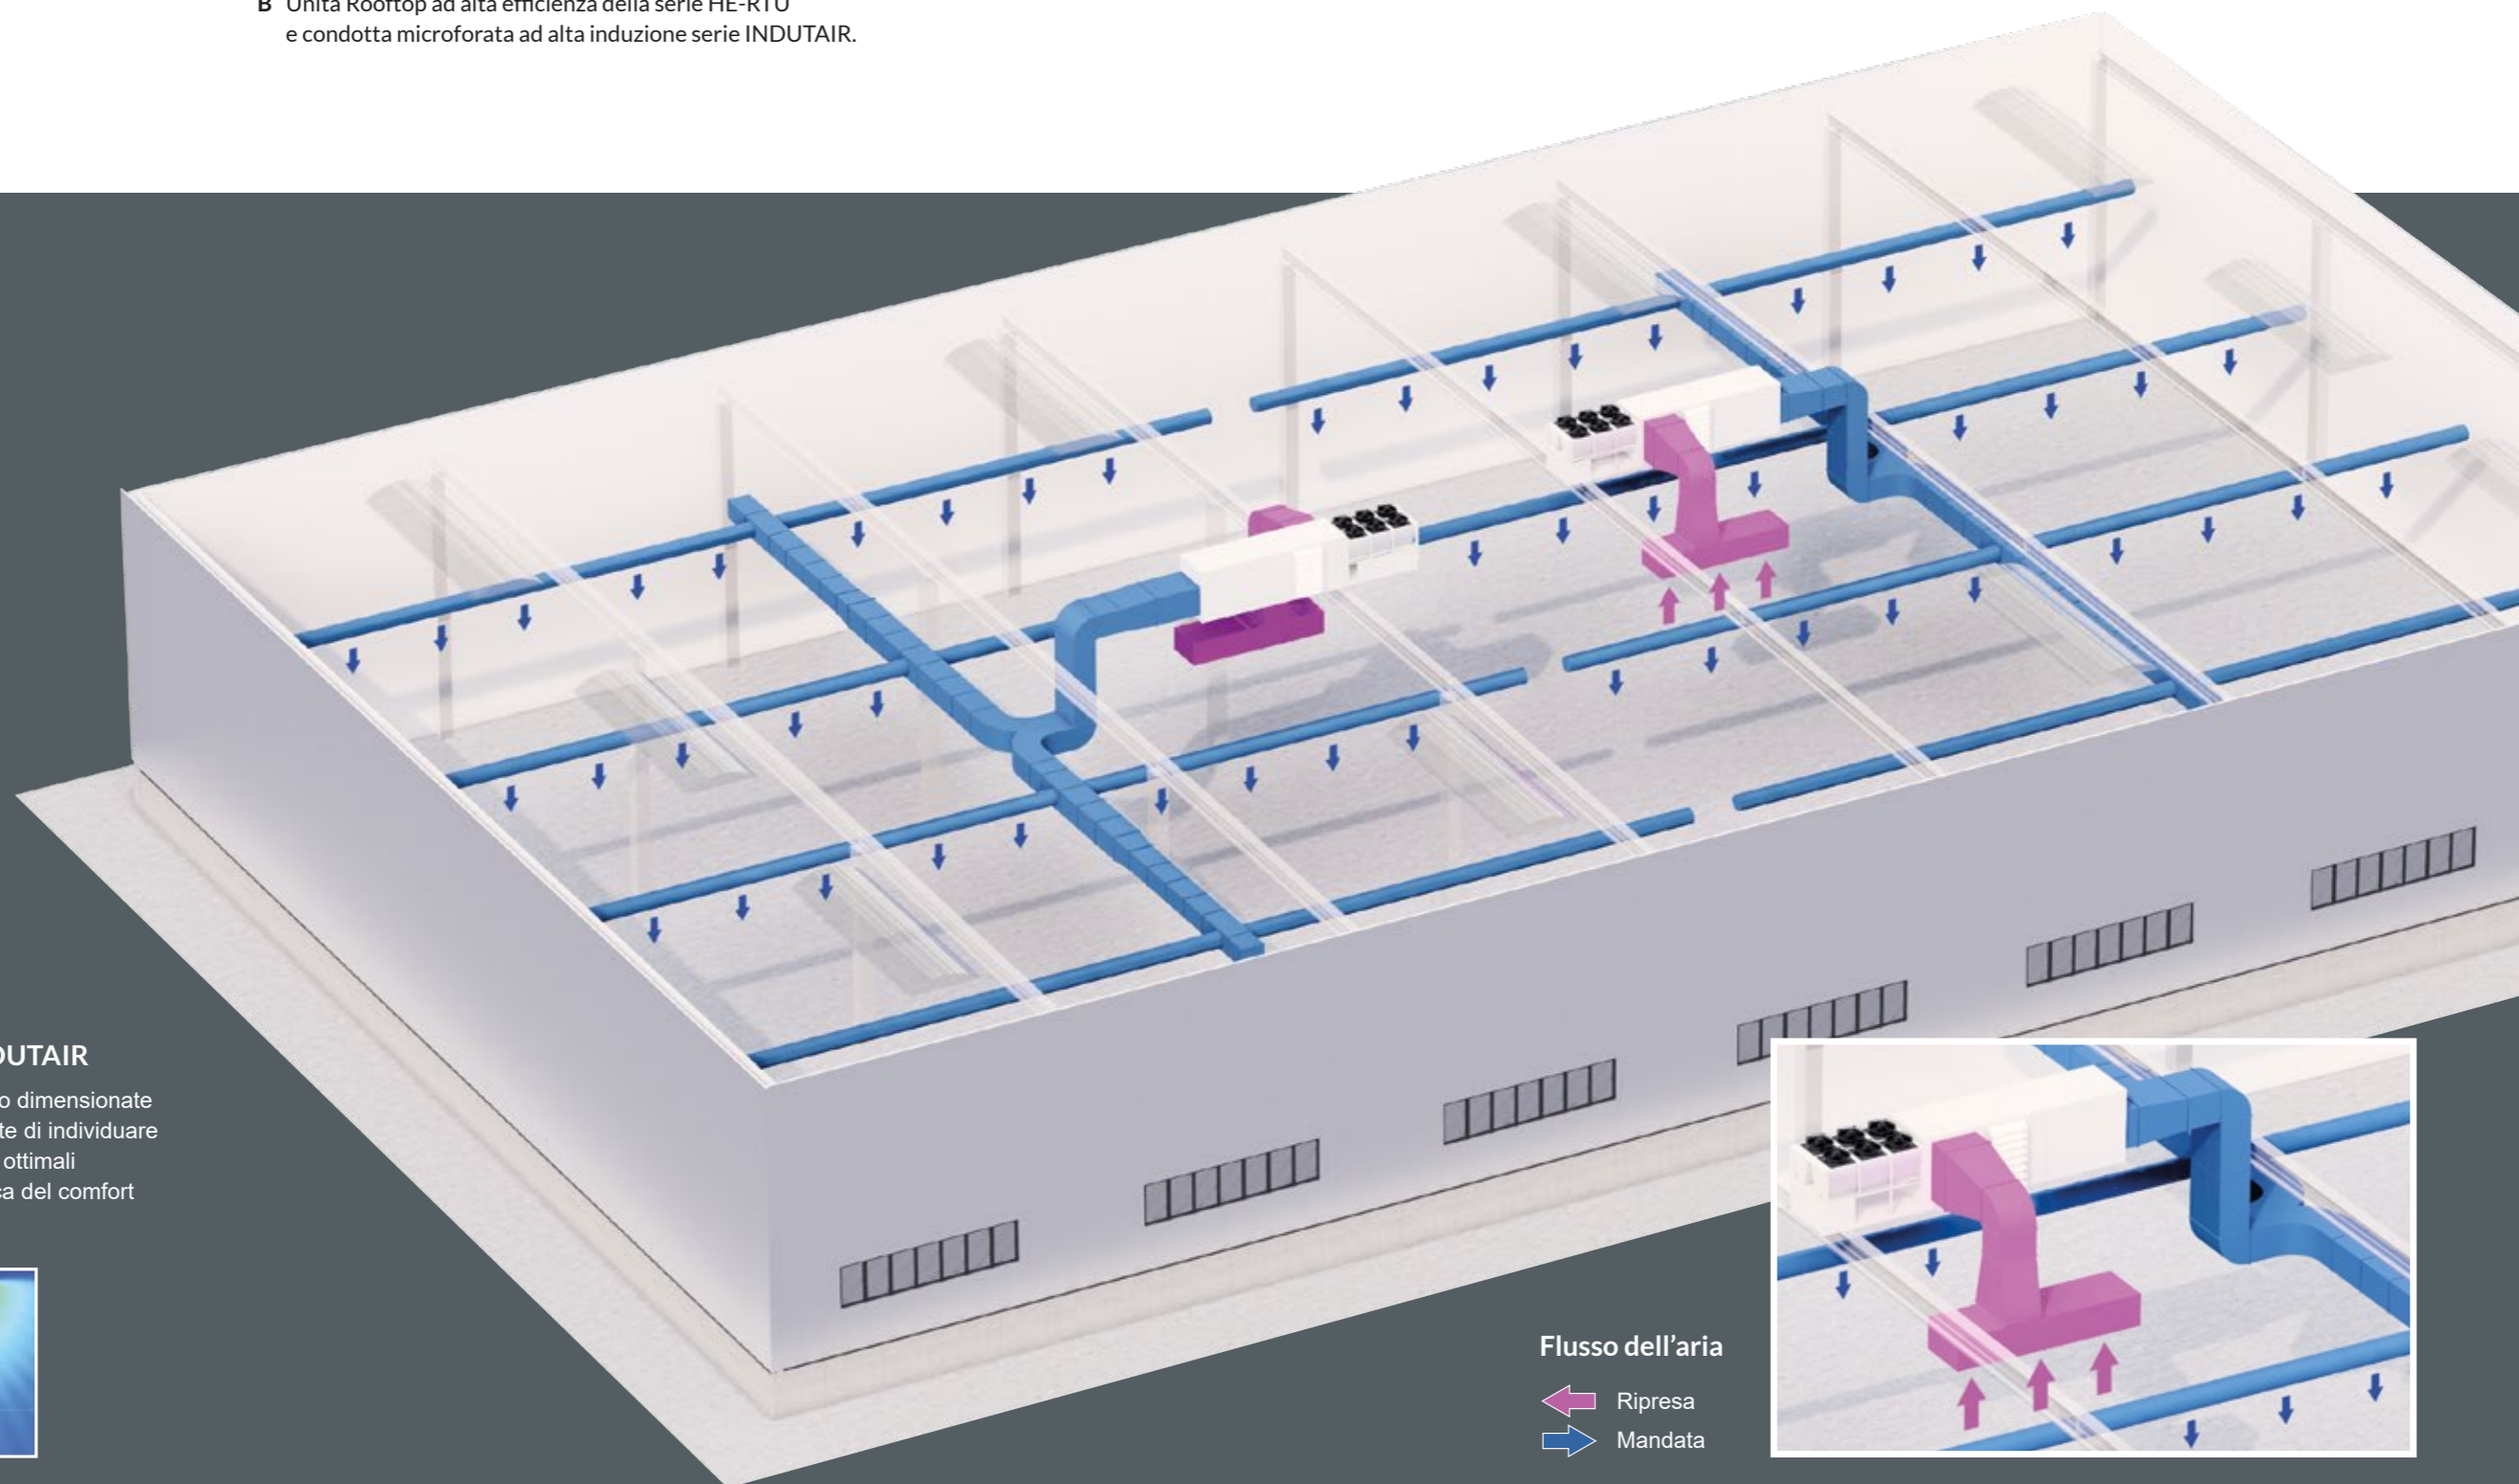 B Unità Rooftop ad alta efficienza della serie HE-RTU
e condotta microforata ad alta induzione serie INDUTAIR.
DUTAIR
o dimensionate
te di individuare
ottimali
ca del comfort
Flusso dell’aria
Ripresa
Mandata